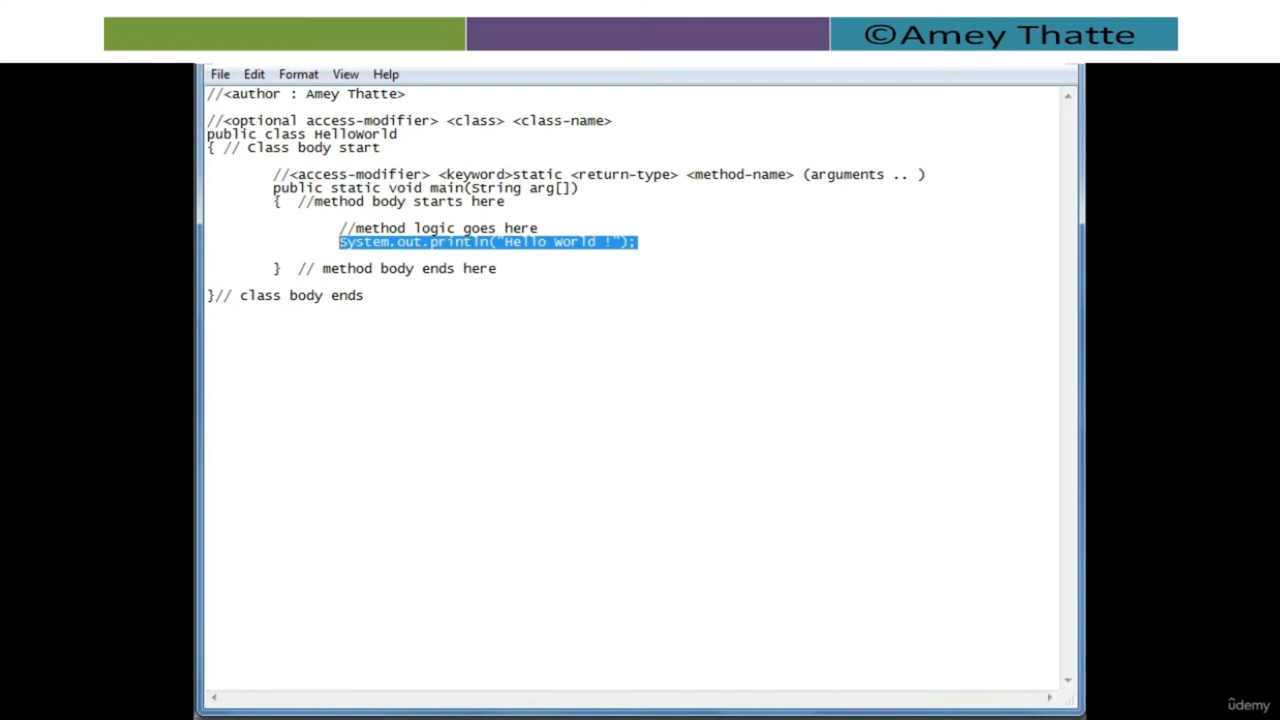 ©Amey Thatte
File Edit Format View Help
//<author : Amey Thatte>
//<optional access-modifier> <class> <class-name>
public class HelloWorld
{ // Class body start
//<access-modifier> <keyword>static <return-type> <method-name> (arguments .. )
public static void main(String arg[])
{ //method body starts here
//method logic goes here
System.out.println("Hello World !");
} // method body ends here
}// class body ends
ûdemy